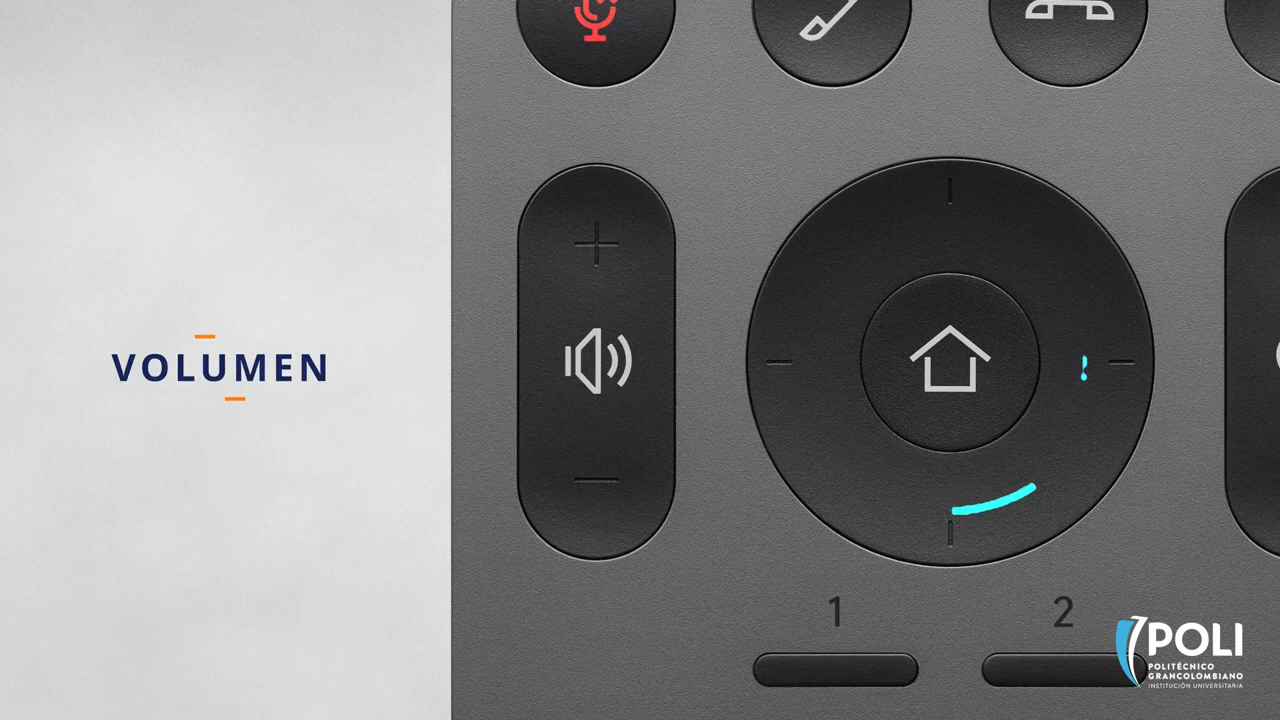 VOLUMEN
1
2
POLI
POLITÉCNICO
GRANCOLOMBIANO
INSTITUCIÓN UNIVERSITARIA